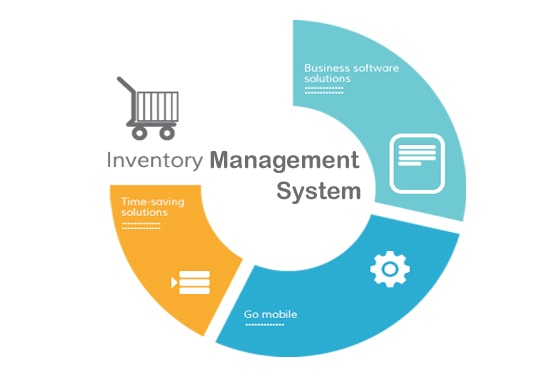 Business software
solutions
Inventory Management
System
Time-saving
solutions
Go mobile